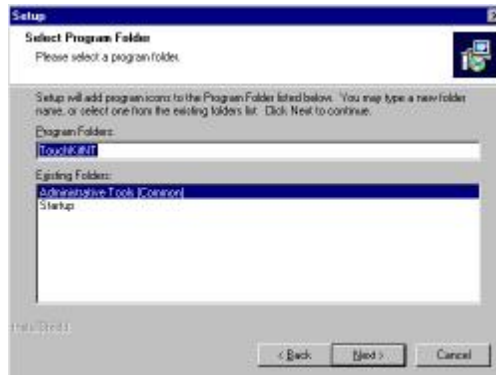 Setup
Select Program Folder
Please select a program folder.
Setup will add program icons to the Program Folder listed below. You may type a new folder
name, or select one from the existing folders list. Click Next to continue.
Program Folders:
TouchKitNT
Existing Folders:
Administrative Tools (Common)
Startup
InstallShield
< Back
Next >
Cancel